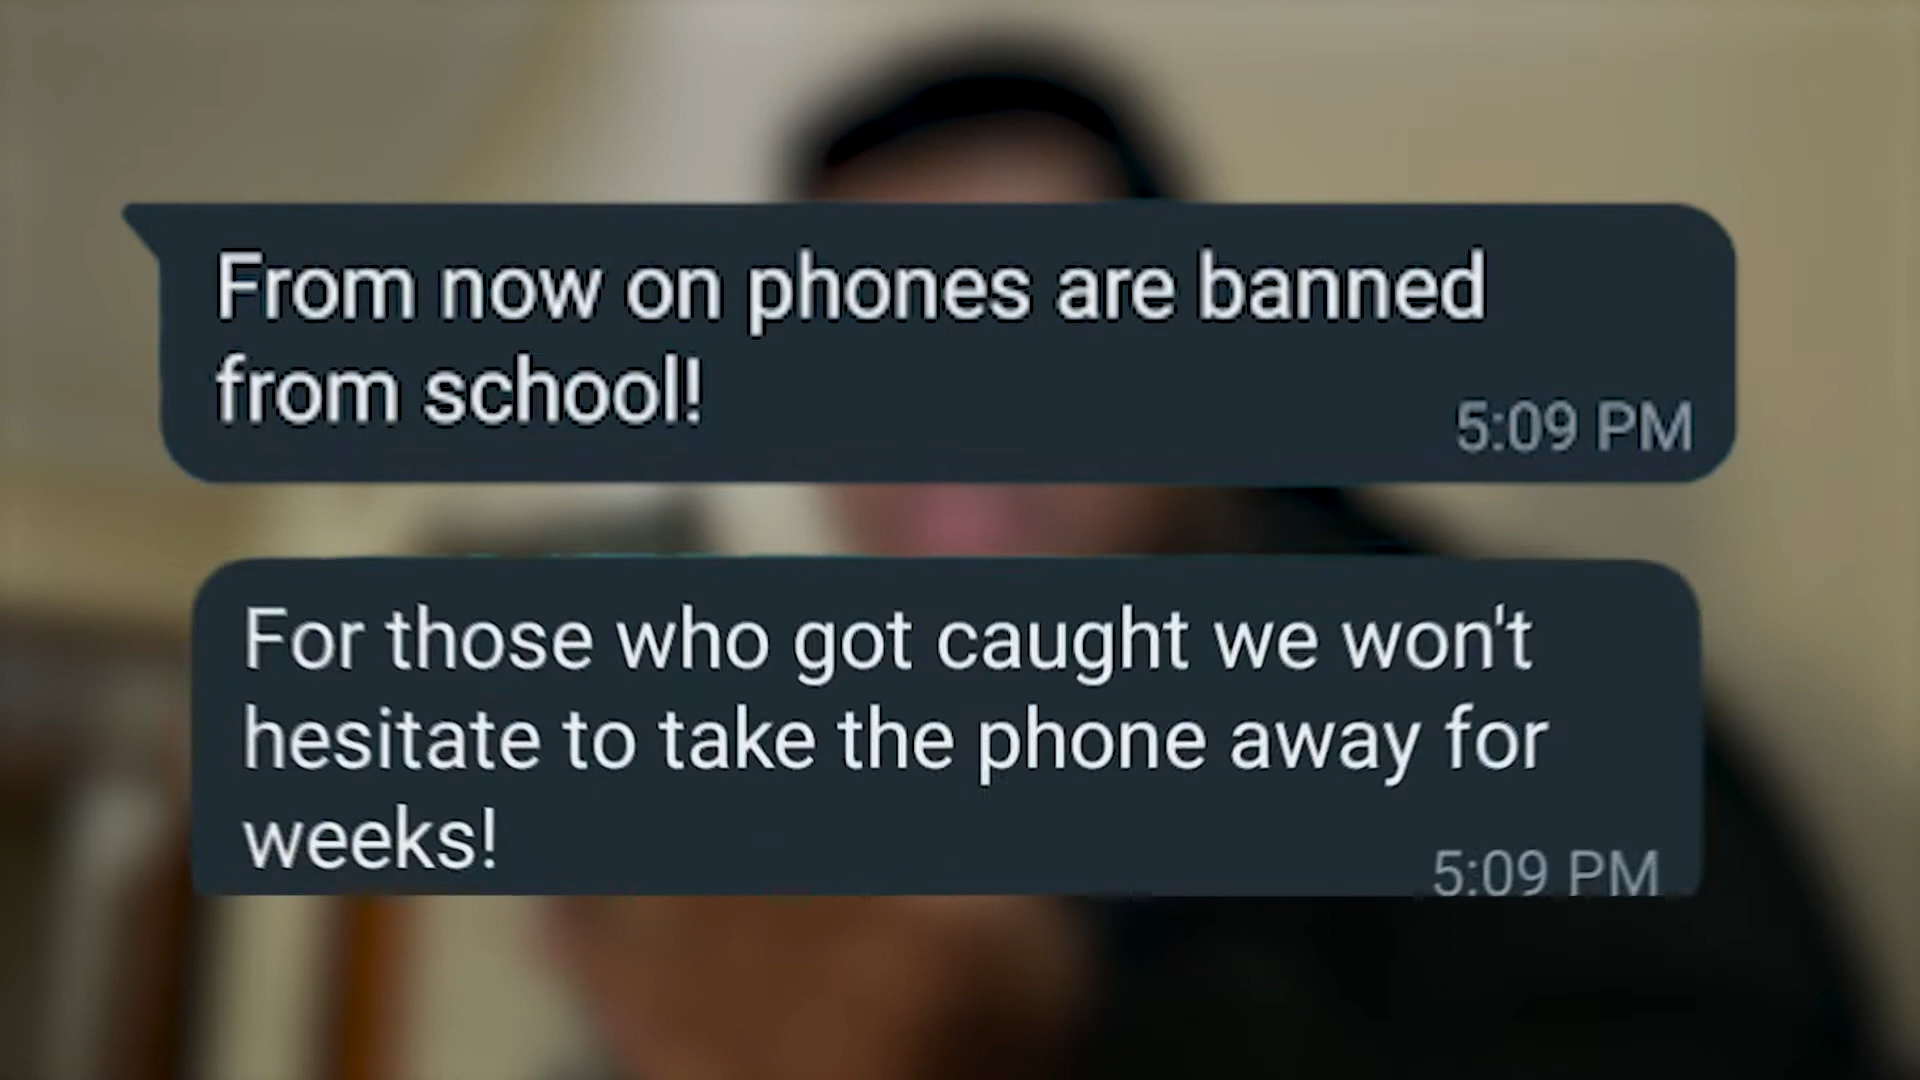 From now on phones are banned
from school!
5:09 PM
For those who got caught we won't
hesitate to take the phone away for
weeks!
5:09 PM